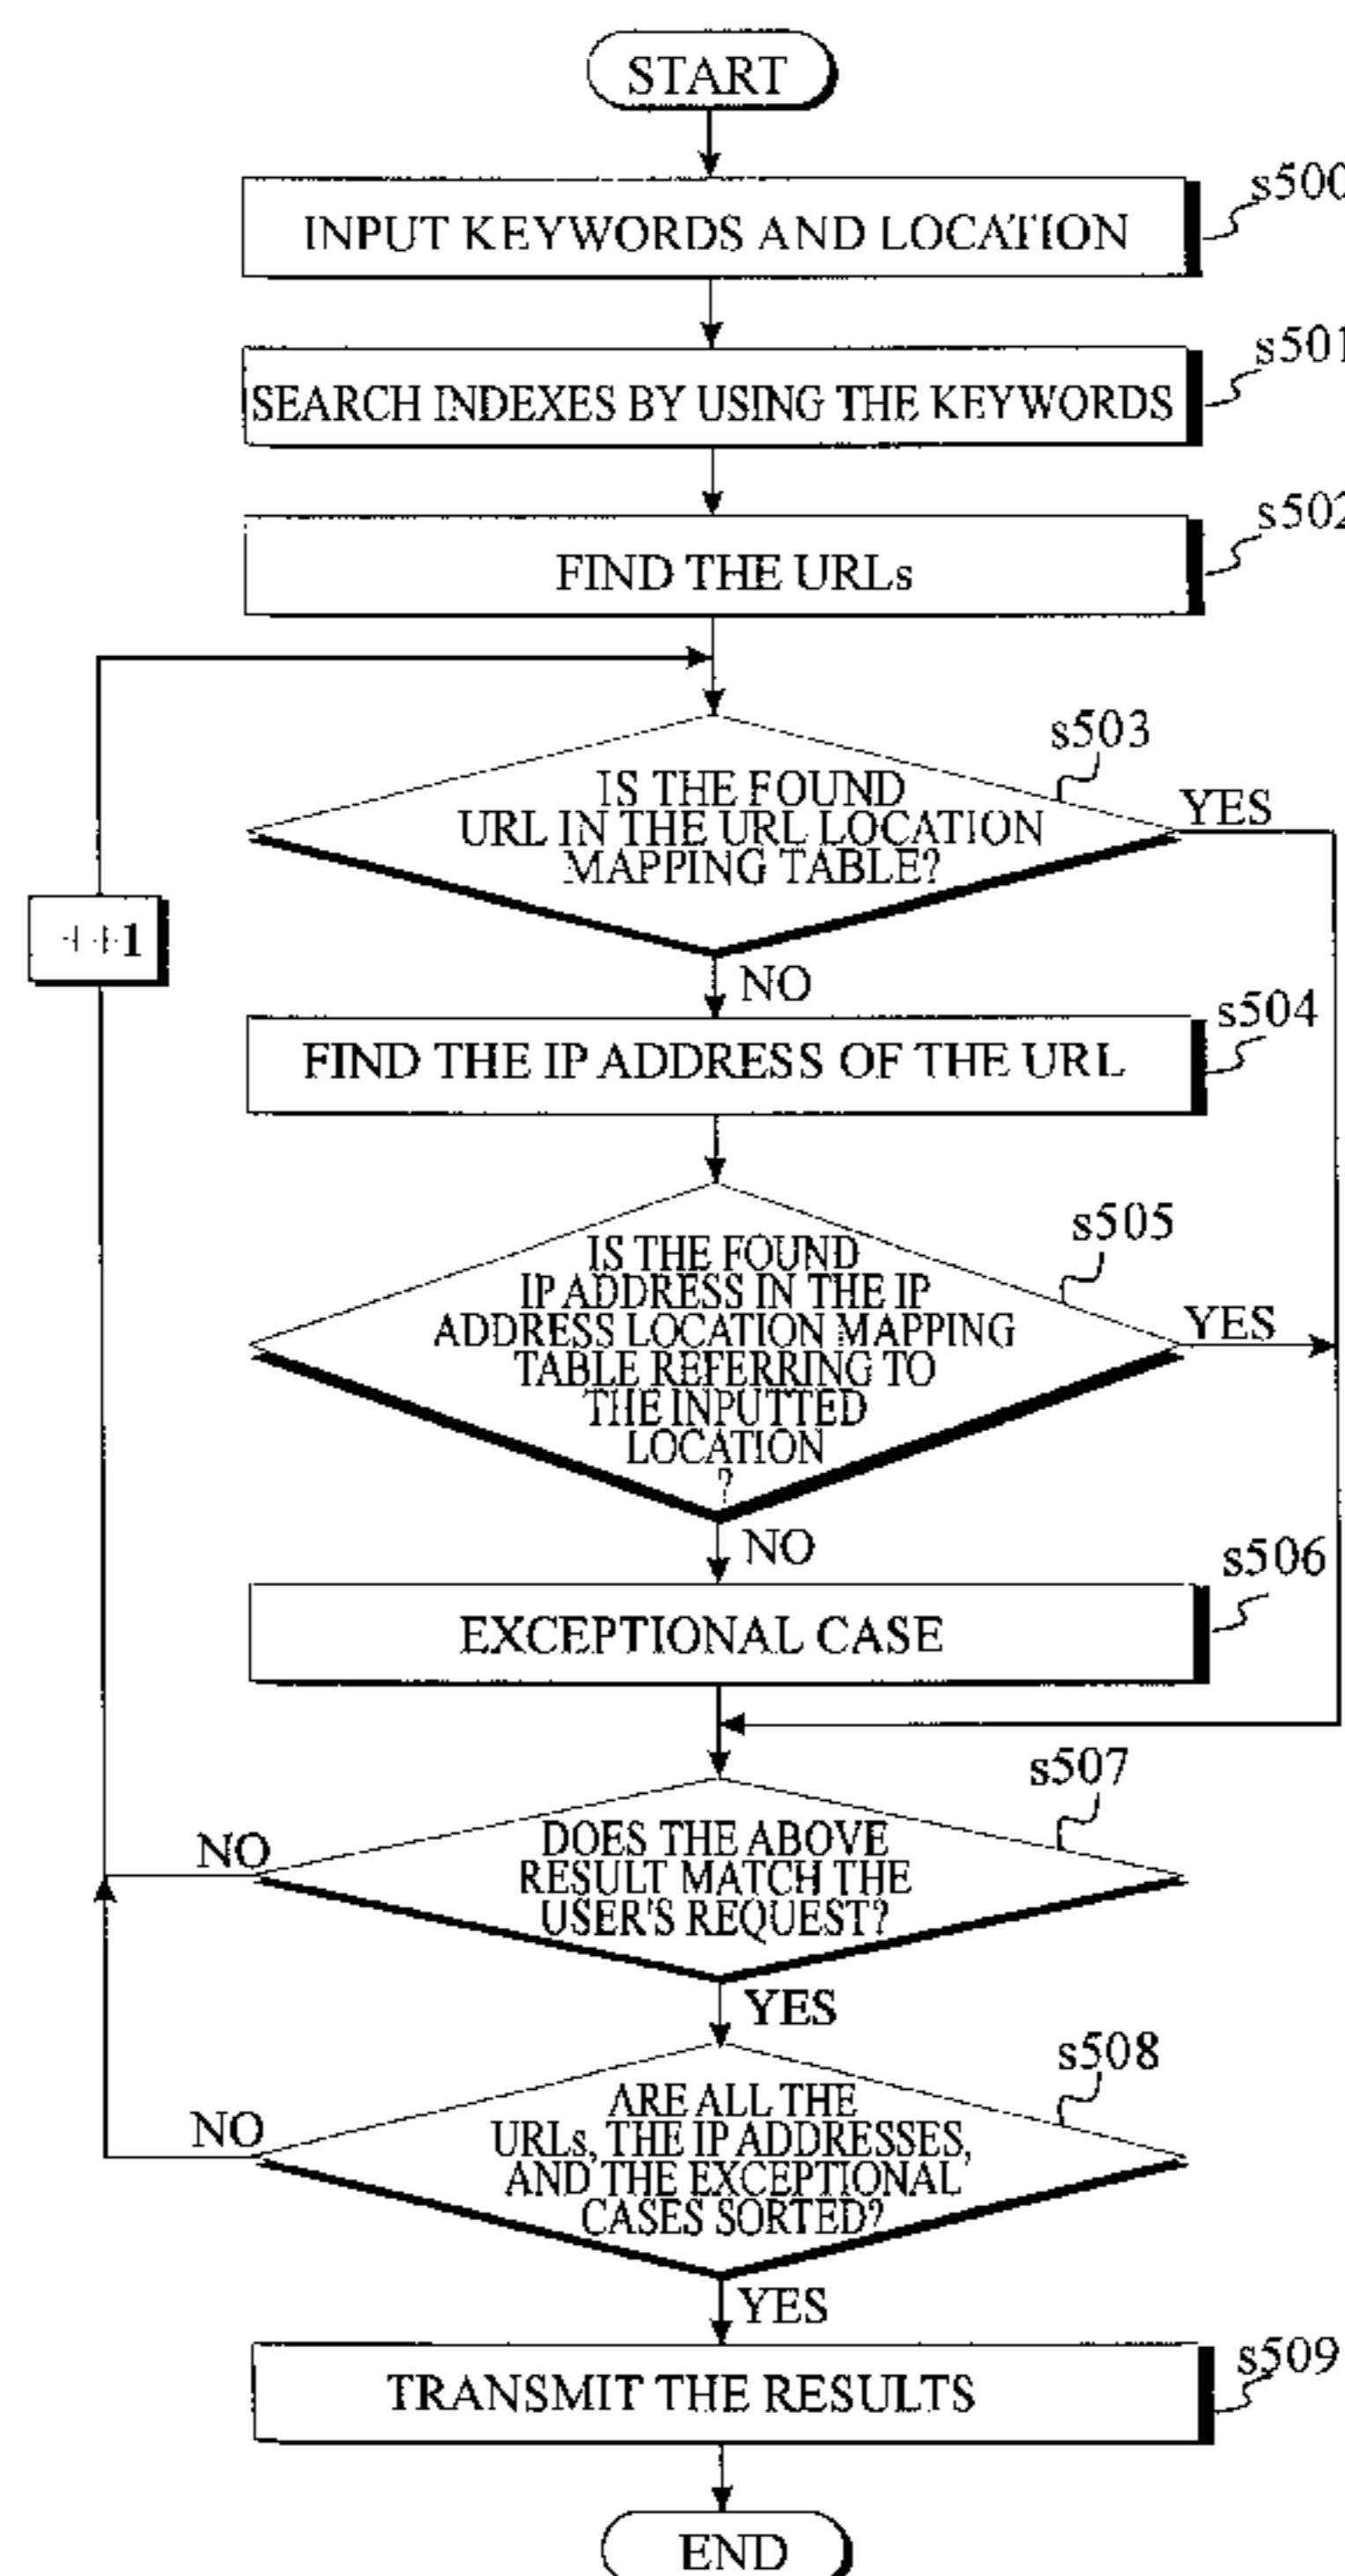 START
INPUT KEYWORDS AND LOCATION
s500
SEARCH INDEXES BY USING THE KEYWORDS
s501
FIND THE URLs
s502
s503
IS THE FOUND
URL IN THE URL LOCATION
MAPPING TABLE?
YES
NO
++1
FIND THE IP ADDRESS OF THE URL
s504
s505
IS THE FOUND
IP ADDRESS IN THE IP
ADDRESS LOCATION MAPPING
TABLE REFERRING TO
THE INPUTTED
LOCATION
?
YES
NO
EXCEPTIONAL CASE
s506
s507
DOES THE ABOVE
RESULT MATCH THE
USER'S REQUEST?
NO
YES
s508
ARE ALL THE
URLs, THE IP ADDRESSES,
AND THE EXCEPTIONAL
CASES SORTED?
NO
YES
TRANSMIT THE RESULTS
s509
END